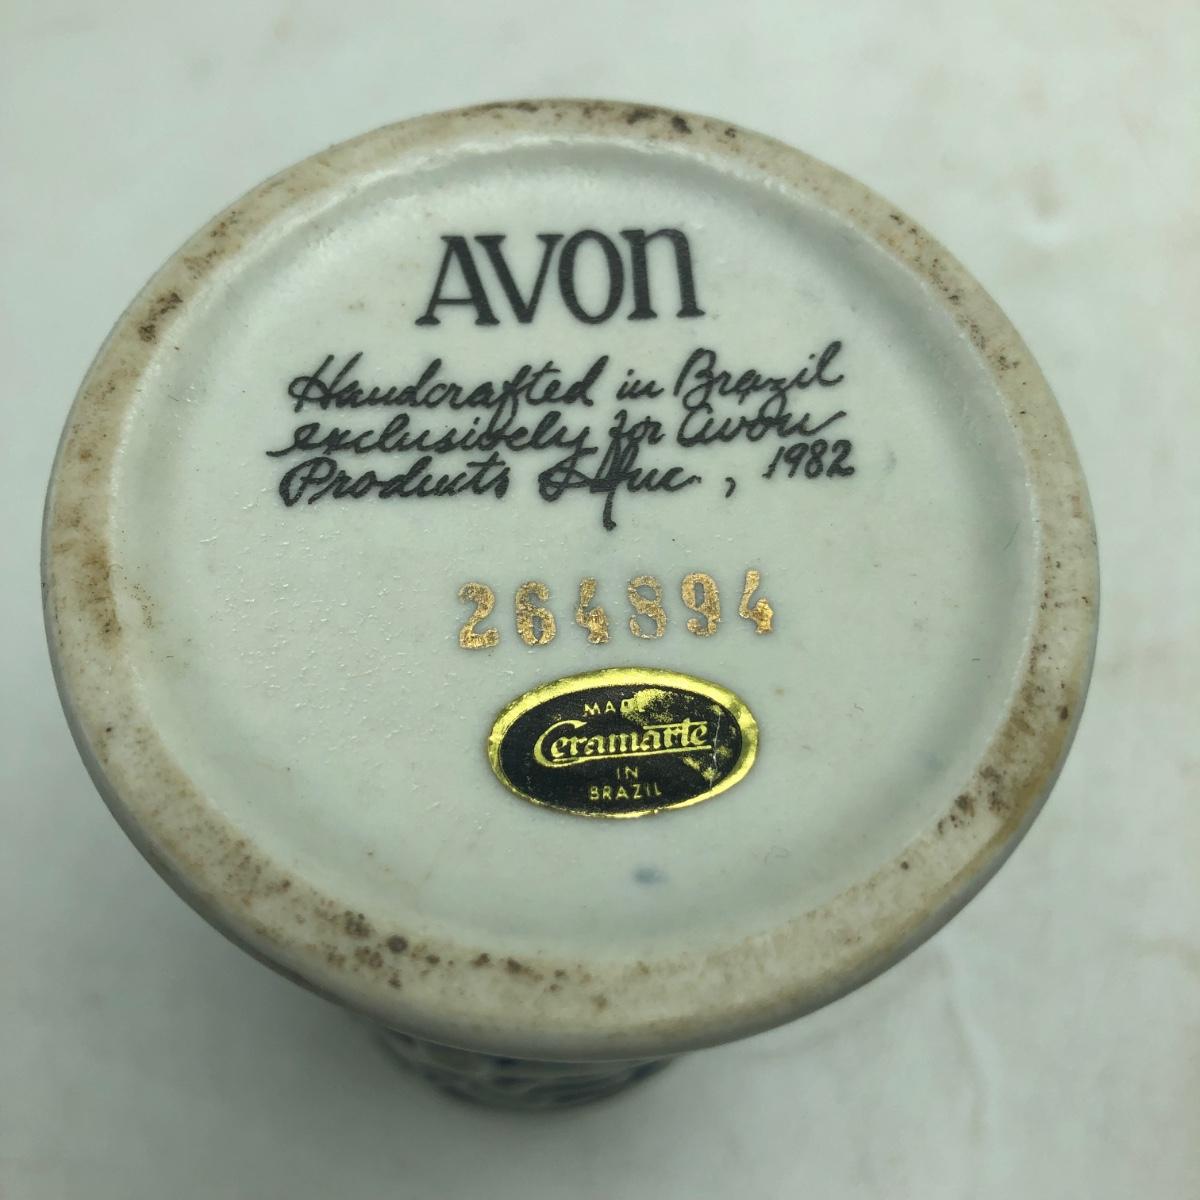 AVON
Handcrafted in Brazil
exclusively for Avon
Products Inc., 1982
264894
MADE
Ceramarte
IN
BRAZIL